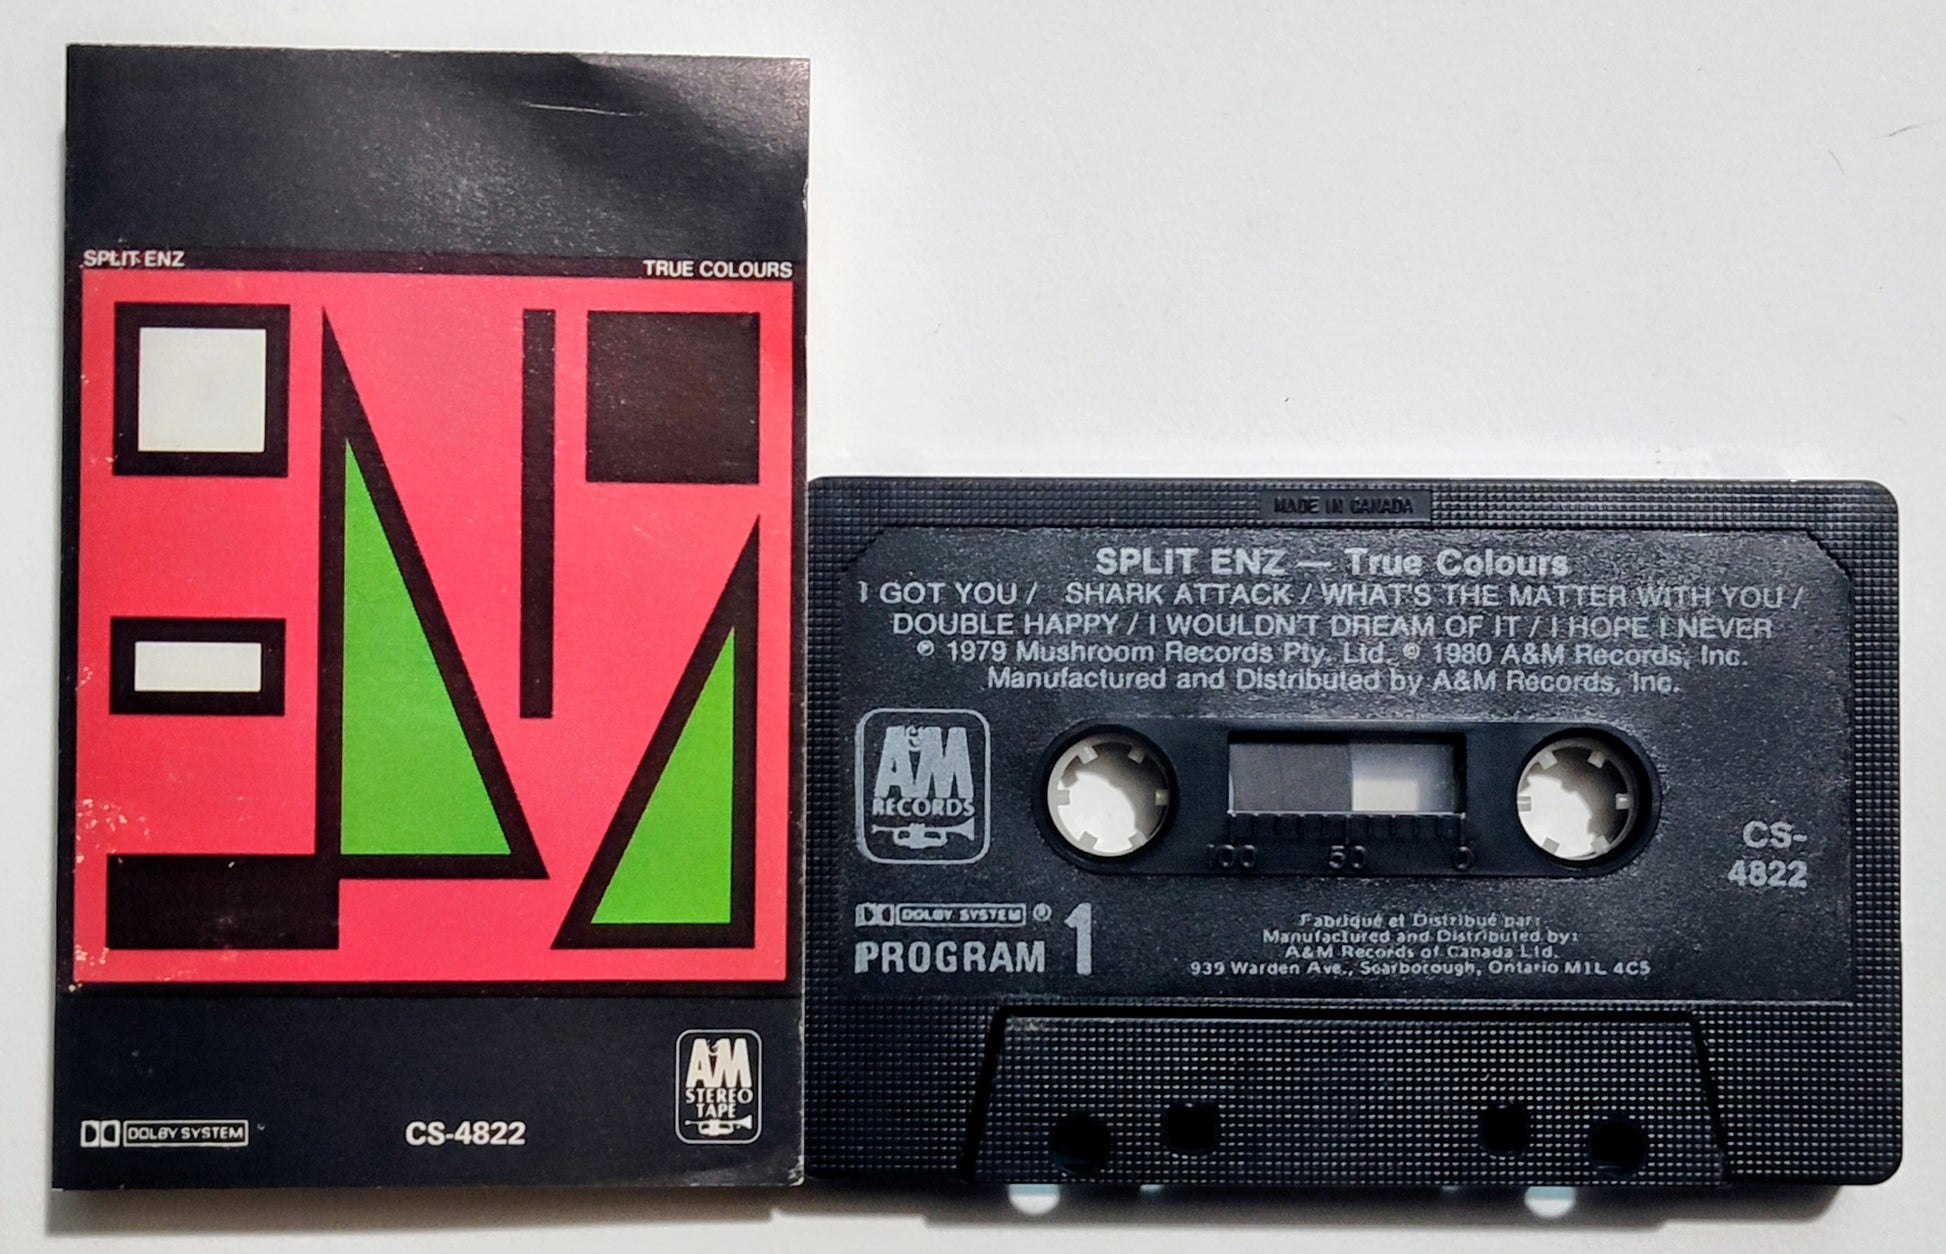 SPLIT ENZ
TRUE COLOURS
DOLBY SYSTEM
CS-4822
A&M
STEREO
TAPE
MADE IN CANADA
SPLIT ENZ — True Colours
I GOT YOU / SHARK ATTACK / WHAT'S THE MATTER WITH YOU /
DOUBLE HAPPY / I WOULDN'T DREAM OF IT / I HOPE I NEVER
℗ 1979 Mushroom Records Pty. Ltd. © 1980 A&M Records, Inc.
Manufactured and Distributed by A&M Records, Inc.
A&M
RECORDS
100 50 0
CS-
4822
DOLBY SYSTEM ®
PROGRAM 1
Fabriqué et Distribué par:
Manufactured and Distributed by:
A&M Records of Canada Ltd.
939 Warden Ave., Scarborough, Ontario M1L 4C5